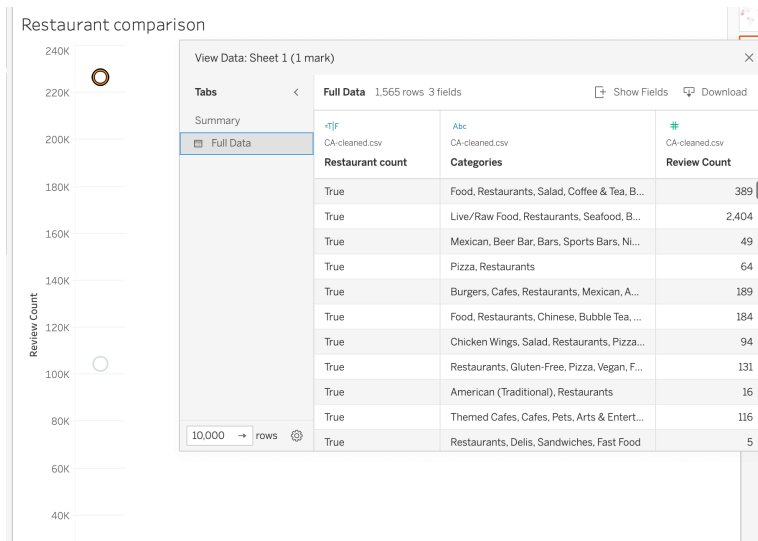 Restaurant comparison
240K
220K
200K
180K
160K
140K
120K
100K
80K
60K
40K
Review Count
View Data: Sheet 1 (1 mark)
Tabs
Summary
Full Data
10,000 → rows
Full Data 1,565 rows 3 fields Show Fields Download
T|F Abc #
CA-cleaned.csv CA-cleaned.csv CA-cleaned.csv
Restaurant count Categories Review Count
True Food, Restaurants, Salad, Coffee & Tea, B... 389
True Live/Raw Food, Restaurants, Seafood, B... 2,404
True Mexican, Beer Bar, Bars, Sports Bars, Ni... 49
True Pizza, Restaurants 64
True Burgers, Cafes, Restaurants, Mexican, A... 189
True Food, Restaurants, Chinese, Bubble Tea, ... 184
True Chicken Wings, Salad, Restaurants, Pizza... 94
True Restaurants, Gluten-Free, Pizza, Vegan, F... 131
True American (Traditional), Restaurants 16
True Themed Cafes, Cafes, Pets, Arts & Entert... 116
True Restaurants, Delis, Sandwiches, Fast Food 5